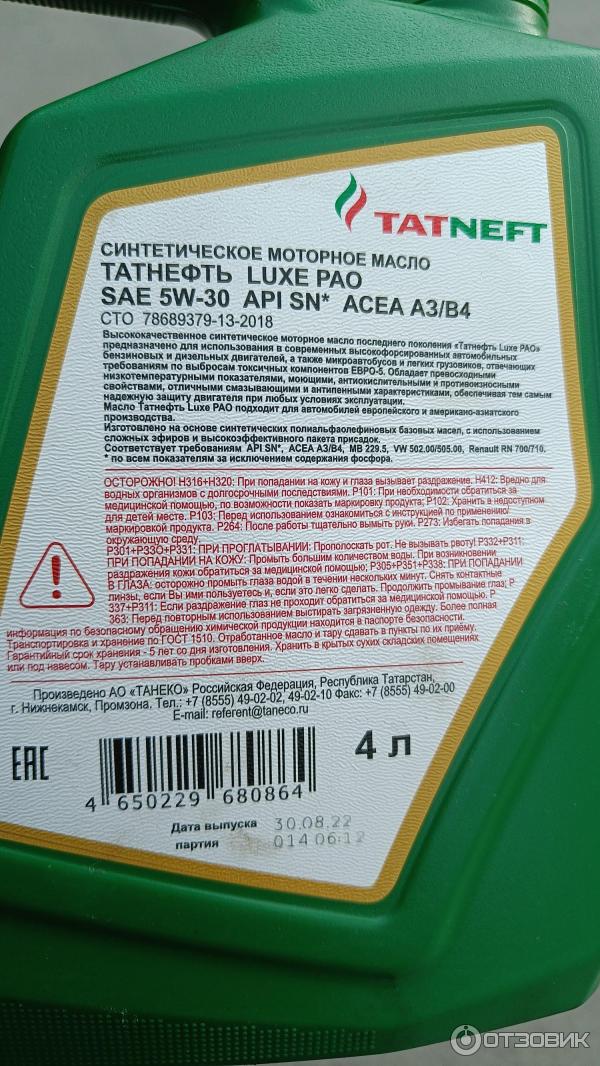 TATNEFT
СИНТЕТИЧЕСКОЕ МОТОРНОЕ МАСЛО
ТАТНЕФТЬ LUXE PAO
SAE 5W-30 API SN* ACEA A3/B4
СТО 78689379-13-2018
Высококачественное синтетическое моторное масло последнего поколения «Татнефть Luxe PAO»
предназначено для использования в современных высокофорсированных автомобильных
бензиновых и дизельных двигателей, а также микроавтобусов и легких грузовиков, отвечающих
требованиям по выбросам токсичных компонентов ЕВРО-5. Обладает превосходными
низкотемпературными показателями, моющими, антиокислительными и противоизносными
свойствами, отличными смазывающими и антипенными характеристиками, обеспечивая тем самым
надежную защиту двигателя при любых условиях эксплуатации.
Масло Татнефть Luxe PAO подходит для автомобилей европейского и американо-азиатского
производства.
Изготовлено на основе синтетических полиальфаолефиновых базовых масел, с использованием
сложных эфиров и высокоэффективного пакета присадок.
Соответствует требованиям API SN*, ACEA A3/B4, MB 229.5, VW 502.00/505.00, Renault RN 700/710.
* по всем показателям за исключением содержания фосфора.
ОСТОРОЖНО! H316+H320: При попадании на кожу и глаза вызывает раздражение. H412: Вредно для
водных организмов с долгосрочными последствиями. P101: При необходимости обратиться за
медицинской помощью, по возможности показать маркировку продукта; P102: Хранить в недоступном
для детей месте. P103: Перед использованием ознакомиться с инструкцией по применению/
маркировкой продукта. P264: После работы тщательно вымыть руки. P273: Избегать попадания в
окружающую среду.
P301+P330+P331: ПРИ ПРОГЛАТЫВАНИИ: Прополоскать рот. Не вызывать рвоту! P332+P311:
ПРИ ПОПАДАНИИ НА КОЖУ: Промыть большим количеством воды. При возникновении
раздражения кожи обратиться за медицинской помощью; P305+P351+P338: ПРИ ПОПАДАНИИ
В ГЛАЗА: осторожно промыть глаза водой в течении нескольких минут. Снять контактные
линзы, если Вы ими пользуетесь и, если это легко сделать. Продолжить промывание глаз; P
337+P311: Если раздражение глаз не проходит обратиться за медицинской помощью. P
363: Перед повторным использованием выстирать загрязненную одежду. Более полная
информация по безопасному обращению химической продукции находится в паспорте безопасности.
Транспортировка и хранение по ГОСТ 1510. Отработанное масло и тару сдавать в пункты по их приёму.
Гарантийный срок хранения - 5 лет со дня изготовления. Хранить в крытых сухих складских помещениях
или под навесом. Тару устанавливать пробками вверх.
Произведено АО «ТАНЕКО» Российская Федерация, Республика Татарстан,
г. Нижнекамск, Промзона. Тел.: +7 (8555) 49-02-02, 49-02-10 Факс: +7 (8555) 49-02-00
E-mail: referent@taneco.ru
ЕАС
4 л
4 650229 680864
Дата выпуска 30.08.22
партия 014 06:12
ОТЗОВИК